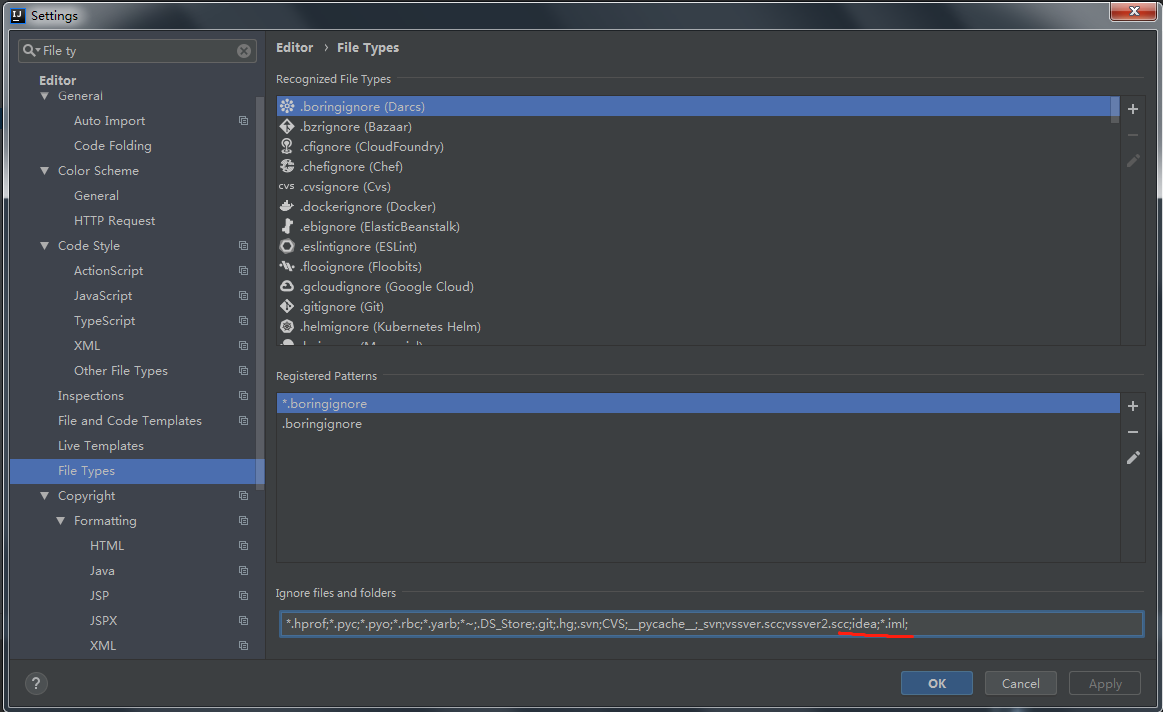 Settings
File ty
Editor
General
Auto Import
Code Folding
Color Scheme
General
HTTP Request
Code Style
ActionScript
JavaScript
TypeScript
XML
Other File Types
Inspections
File and Code Templates
Live Templates
File Types
Copyright
Formatting
HTML
Java
JSP
JSPX
XML
Editor › File Types
Recognized File Types
.boringignore (Darcs)
.bzrignore (Bazaar)
.cfignore (CloudFoundry)
.chefignore (Chef)
cvs .cvsignore (Cvs)
.dockerignore (Docker)
.ebignore (ElasticBeanstalk)
.eslintignore (ESLint)
.flooignore (Floobits)
.gcloudignore (Google Cloud)
.gitignore (Git)
.helmignore (Kubernetes Helm)
Registered Patterns
*.boringignore
.boringignore
Ignore files and folders
*.hprof;*.pyc;*.pyo;*.rbc;*.yarb;*~;.DS_Store;.git;.hg;.svn;CVS;__pycache__;_svn;vssver.scc;vssver2.scc;idea;*.iml;
?
OK
Cancel
Apply